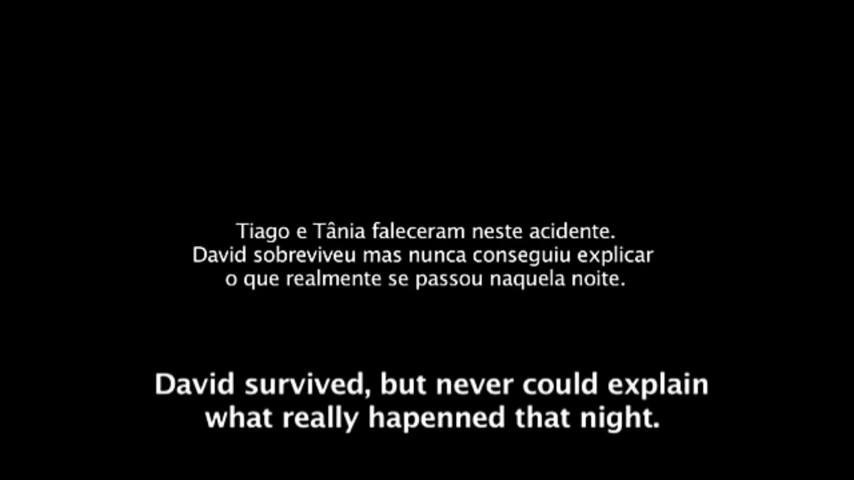 Tiago e Tânia faleceram neste acidente.
David sobreviveu mas nunca conseguiu explicar
o que realmente se passou naquela noite.
David survived, but never could explain
what really hapenned that night.